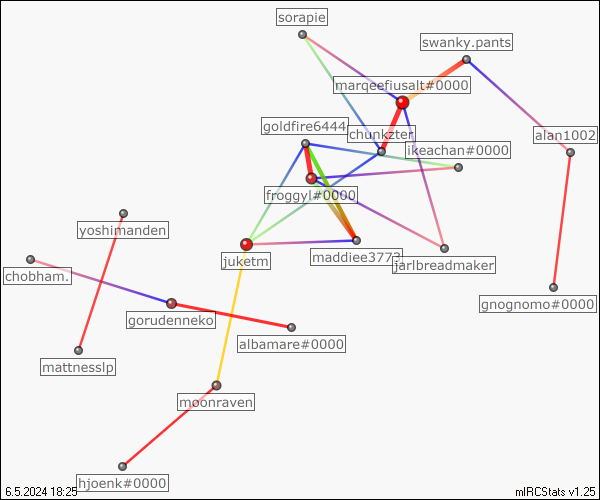 sorapie
swanky.pants
marqeefiusalt#0000
goldfire6444
chunkzter
alan1002
ikeachan#0000
froggyl#0000
yoshimanden
maddiee377?
jarlbreadmaker
juketm
chobham.
gnognomo#0000
gorudenneko
albamare#0000
mattnesslp
moonraven
hjoenk#0000
6.5.2024 18:25
mIRCStats v1.25